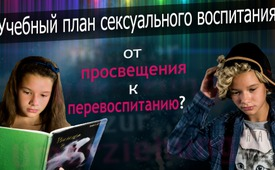 Учебный план сексуального воспитания
от
просвещения
к
перевоспитанию?